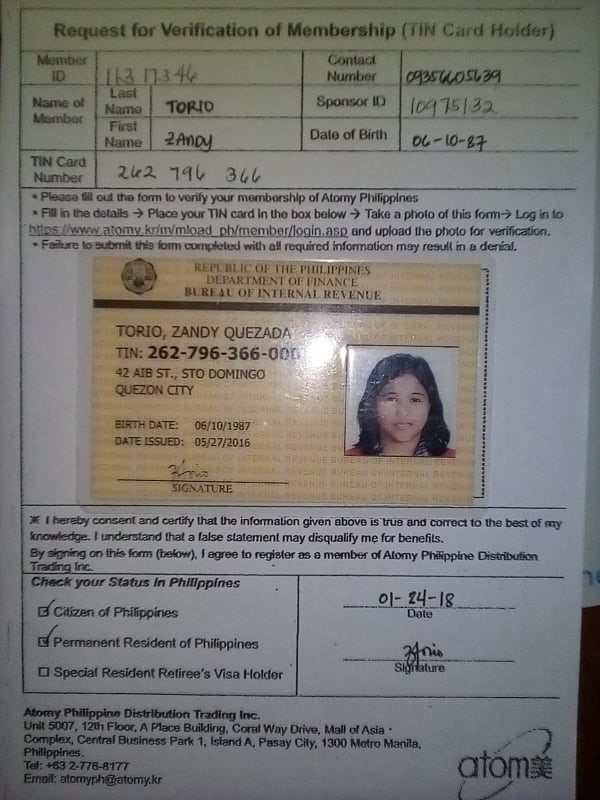 Request for Verification of Membership (TIN Card Holder)
Member ID 11317346 Contact Number 09356605639
Name of Member Last Name TORIO Sponsor ID 10975132
First Name ZANDY Date of Birth 06-10-87
TIN Card Number 262 796 366
• Please fill out the form to verify your membership of Atomy Philippines
• Fill in the details → Place your TIN card in the box below → Take a photo of this form → Log in to
https://www.atomy.kr/m/mload_ph/member/login.asp and upload the photo for verification.
• Failure to submit this form completed with all required information may result in a denial.
REPUBLIC OF THE PHILIPPINES
DEPARTMENT OF FINANCE
BUREAU OF INTERNAL REVENUE
TORIO, ZANDY QUEZADA
TIN: 262-796-366-000
42 AIB ST., STO DOMINGO
QUEZON CITY
BIRTH DATE: 06/10/1987
DATE ISSUED: 05/27/2016
SIGNATURE
※ I hereby consent and certify that the information given above is true and correct to the best of my
knowledge. I understand that a false statement may disqualify me for benefits.
By signing on this form (below), I agree to register as a member of Atomy Philippine Distribution
Trading Inc.
Check your Status in Philippines
Citizen of Philippines
Permanent Resident of Philippines
Special Resident Retiree's Visa Holder
01-24-18
Date
Signature
Atomy Philippine Distribution Trading Inc.
Unit 5007, 12th Floor, A Place Building, Coral Way Drive, Mall of Asia
Complex, Central Business Park 1, Island A, Pasay City, 1300 Metro Manila,
Philippines.
Tel: +63 2-776-8177
Email: atomyph@atomy.kr
atom美